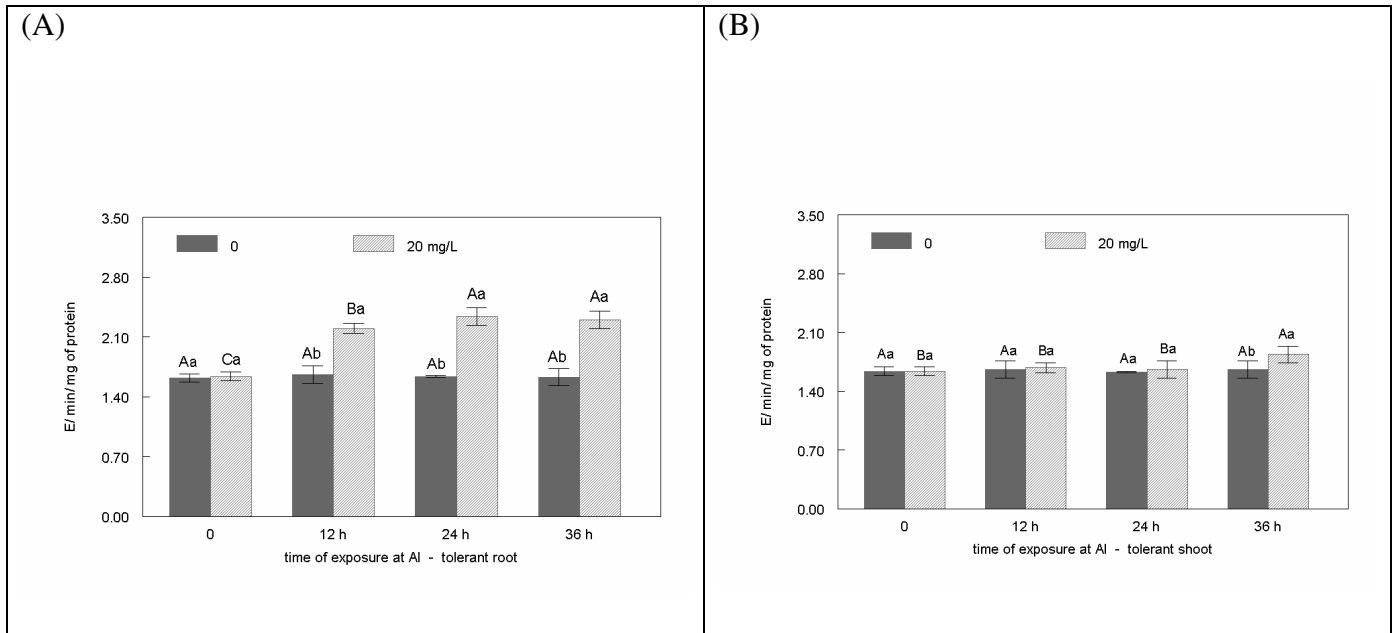 (A)
3.50
2.80
2.10
1.40
0.70
0.00
E/ min/ mg of protein
0
20 mg/L
Aa
Ca
Ab
Ba
Ab
Aa
Ab
Aa
0
12 h
24 h
36 h
time of exposure at Al - tolerant root
(B)
3.50
2.80
2.10
1.40
0.70
0.00
E/ min/ mg of protein
0
20 mg/L
Aa
Ba
Aa
Ba
Aa
Ba
Ab
Aa
0
12 h
24 h
36 h
time of exposure at Al - tolerant shoot